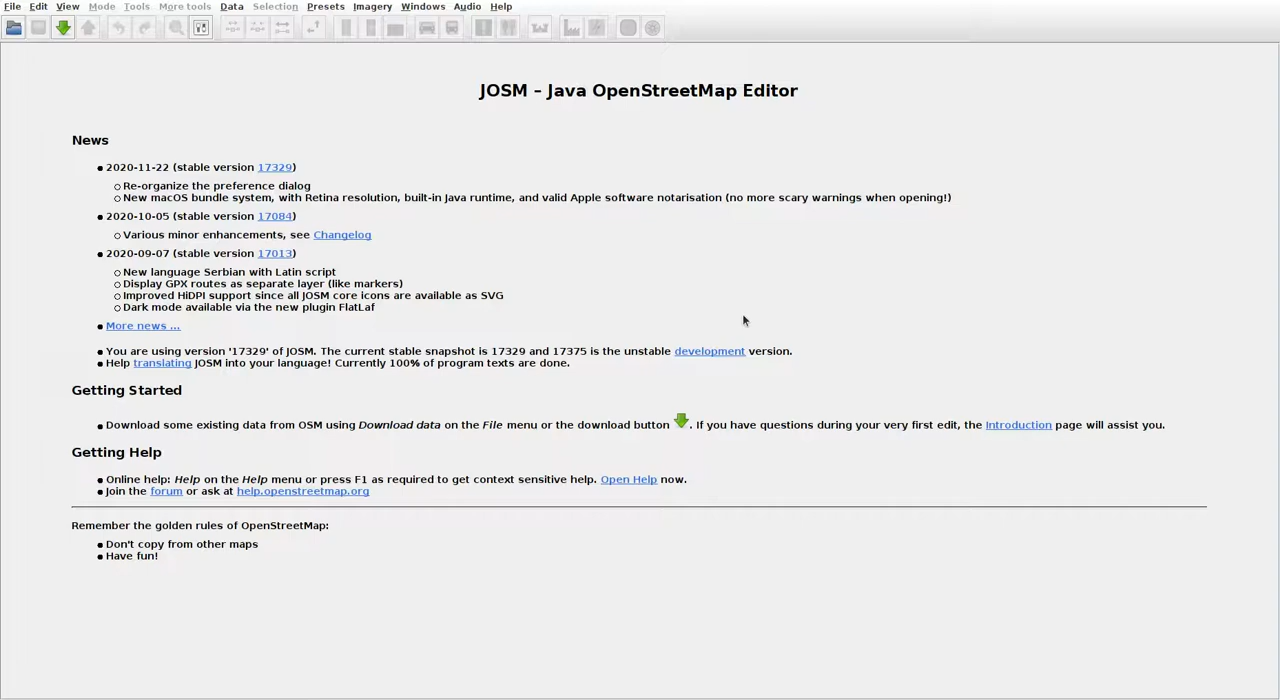 File Edit View Mode Tools More tools Data Selection Presets Imagery Windows Audio Help
JOSM – Java OpenStreetMap Editor
News
2020-11-22 (stable version 17329)
Re-organize the preference dialog
New macOS bundle system, with Retina resolution, built-in Java runtime, and valid Apple software notarisation (no more scary warnings when opening!)
2020-10-05 (stable version 17084)
Various minor enhancements, see Changelog
2020-09-07 (stable version 17013)
New language Serbian with Latin script
Display GPX routes as separate layer (like markers)
Improved HiDPI support since all JOSM core icons are available as SVG
Dark mode available via the new plugin FlatLaf
More news ...
You are using version '17329' of JOSM. The current stable snapshot is 17329 and 17375 is the unstable development version.
Help translating JOSM into your language! Currently 100% of program texts are done.
Getting Started
Download some existing data from OSM using Download data on the File menu or the download button . If you have questions during your very first edit, the Introduction page will assist you.
Getting Help
Online help: Help on the Help menu or press F1 as required to get context sensitive help. Open Help now.
Join the forum or ask at help.openstreetmap.org
Remember the golden rules of OpenStreetMap:
Don't copy from other maps
Have fun!